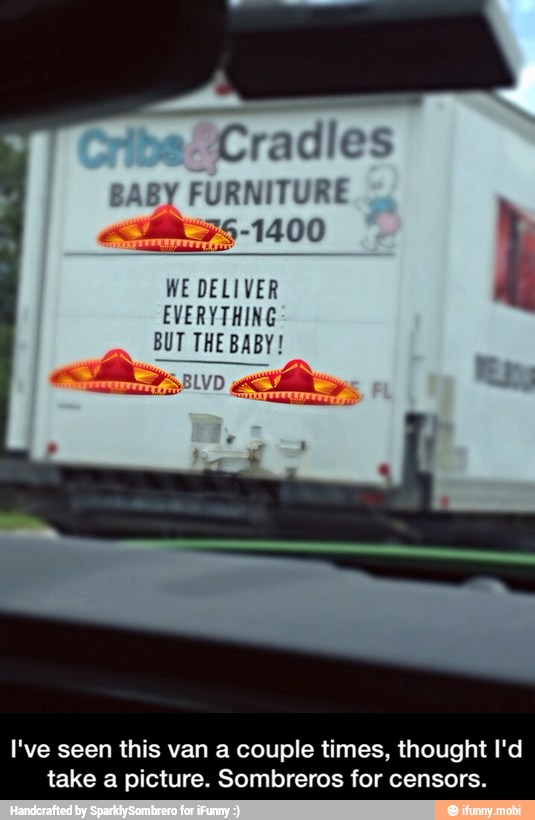 Cribs & Cradles
BABY FURNITURE
76-1400
WE DELIVER
EVERYTHING
BUT THE BABY!
BLVD FL
I've seen this van a couple times, thought I'd
take a picture. Sombreros for censors.
Handcrafted by SparklySombrero for iFunny :)
ifunny.mobi